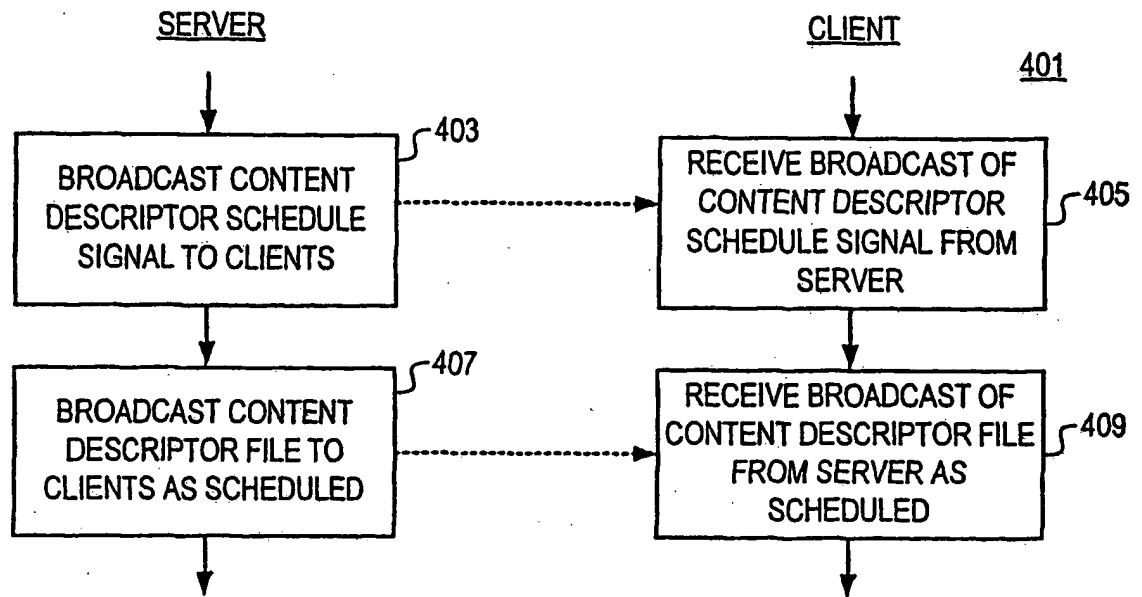 SERVER
CLIENT
401
403
BROADCAST CONTENT
DESCRIPTOR SCHEDULE
SIGNAL TO CLIENTS
RECEIVE BROADCAST OF
CONTENT DESCRIPTOR
SCHEDULE SIGNAL FROM
SERVER
405
407
BROADCAST CONTENT
DESCRIPTOR FILE TO
CLIENTS AS SCHEDULED
RECEIVE BROADCAST OF
CONTENT DESCRIPTOR FILE
FROM SERVER AS
SCHEDULED
409